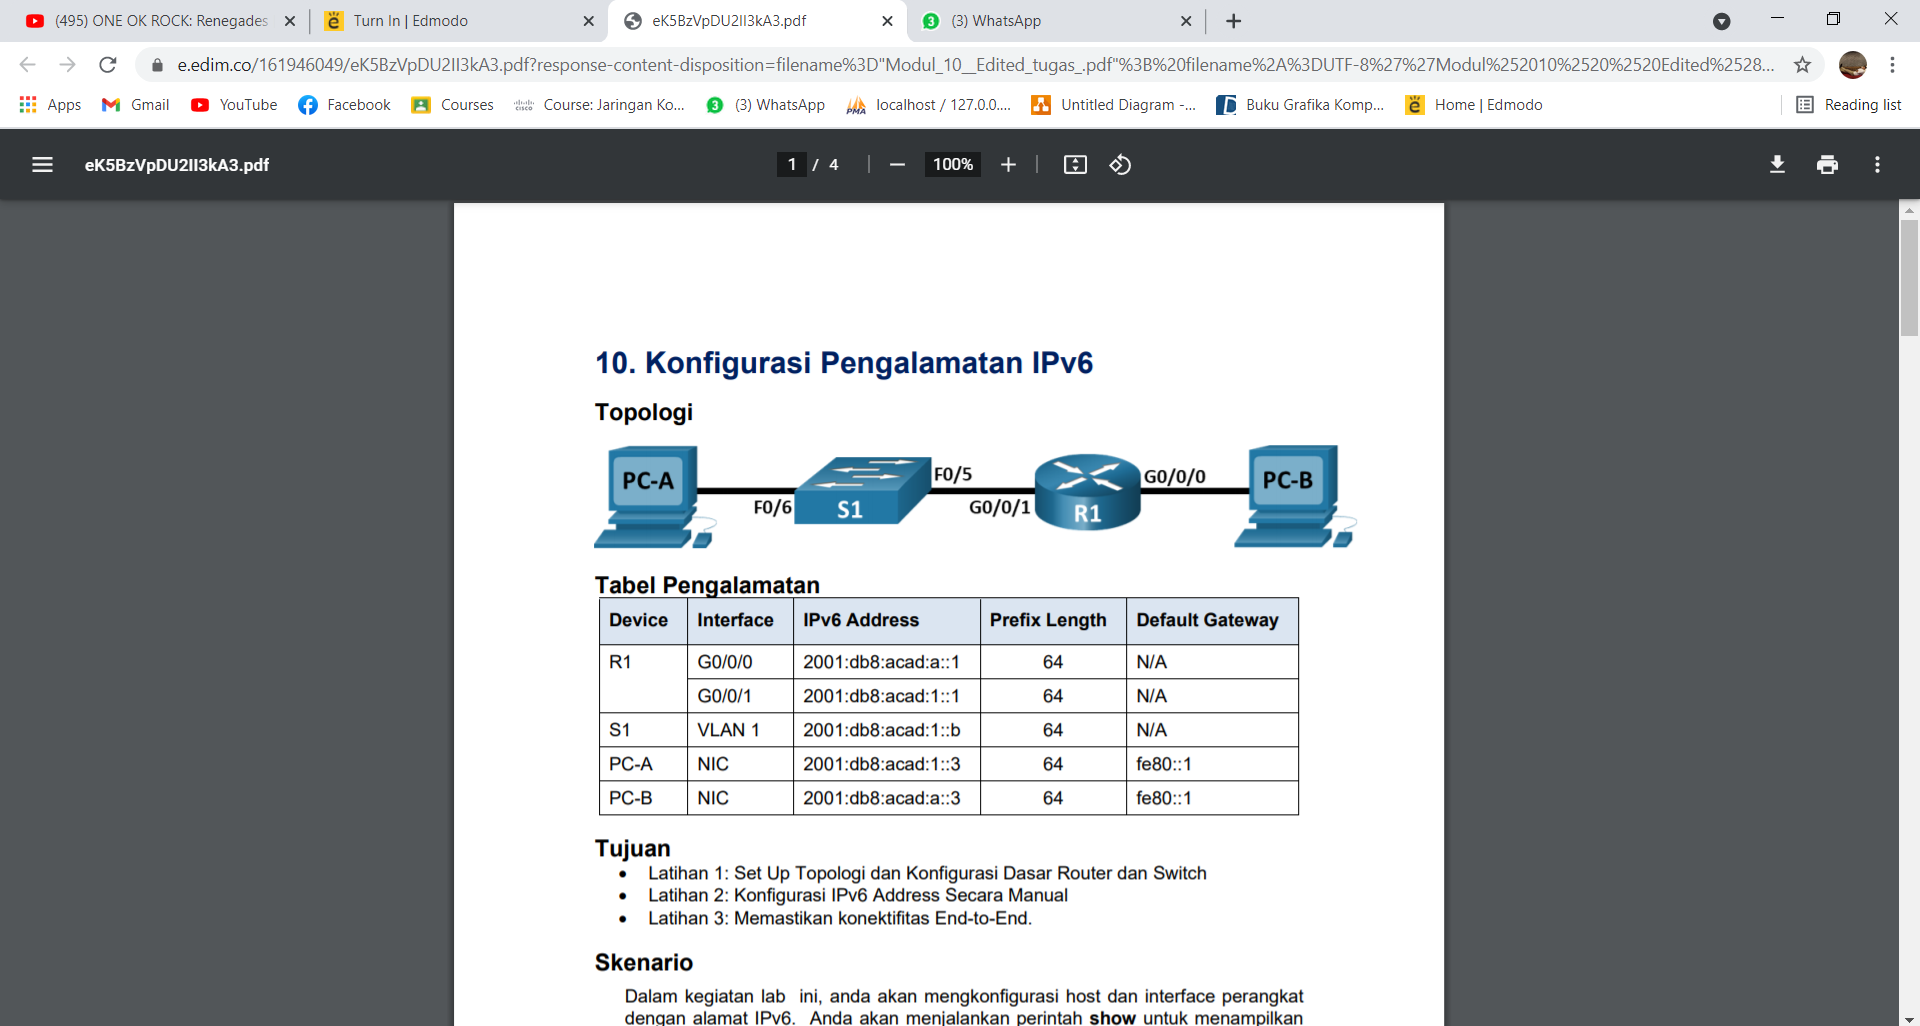 (495) ONE OK ROCK: Renegades
Turn In | Edmodo
eK5BzVpDU2II3kA3.pdf
3 (3) WhatsApp
e.edim.co/161946049/eK5BzVpDU2II3kA3.pdf?response-content-disposition=filename%3D"Modul_10__Edited_tugas_.pdf"%3B%20filename%2A%3DUTF-8%27%27Modul%252010%2520%2520Edited%2528...
Apps
Gmail
YouTube
Facebook
Courses
Course: Jaringan Ko...
3 (3) WhatsApp
PMA localhost / 127.0.0....
Untitled Diagram -...
Buku Grafika Komp...
Home | Edmodo
Reading list
eK5BzVpDU2II3kA3.pdf
1 / 4
100%
10. Konfigurasi Pengalamatan IPv6
Topologi
PC-A
F0/6
S1
F0/5
G0/0/1
R1
G0/0/0
PC-B
Tabel Pengalamatan
Device Interface IPv6 Address Prefix Length Default Gateway
R1 G0/0/0 2001:db8:acad:a::1 64 N/A
G0/0/1 2001:db8:acad:1::1 64 N/A
S1 VLAN 1 2001:db8:acad:1::b 64 N/A
PC-A NIC 2001:db8:acad:1::3 64 fe80::1
PC-B NIC 2001:db8:acad:a::3 64 fe80::1
Tujuan
• Latihan 1: Set Up Topologi dan Konfigurasi Dasar Router dan Switch
• Latihan 2: Konfigurasi IPv6 Address Secara Manual
• Latihan 3: Memastikan konektifitas End-to-End.
Skenario
Dalam kegiatan lab ini, anda akan mengkonfigurasi host dan interface perangkat
dengan alamat IPv6. Anda akan menjalankan perintah show untuk menampilkan